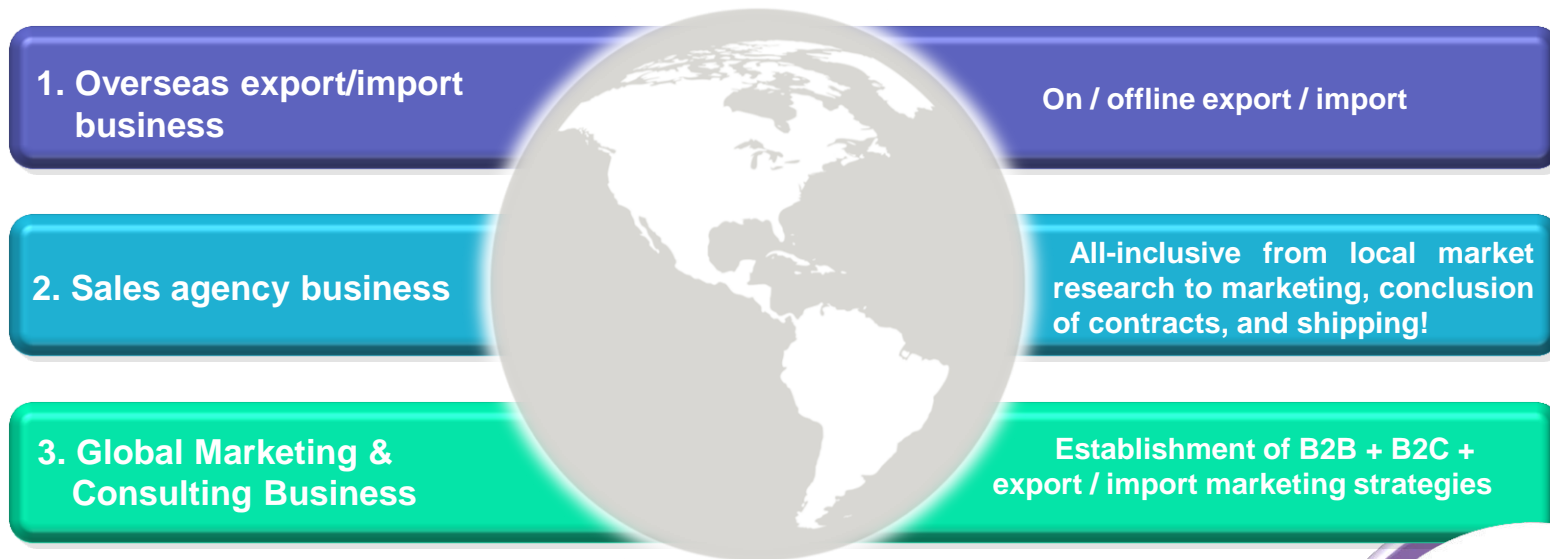 1. Overseas export/import
business
On / offline export / import
2. Sales agency business
All-inclusive from local market
research to marketing, conclusion
of contracts, and shipping!
3. Global Marketing &
Consulting Business
Establishment of B2B + B2C +
export / import marketing strategies